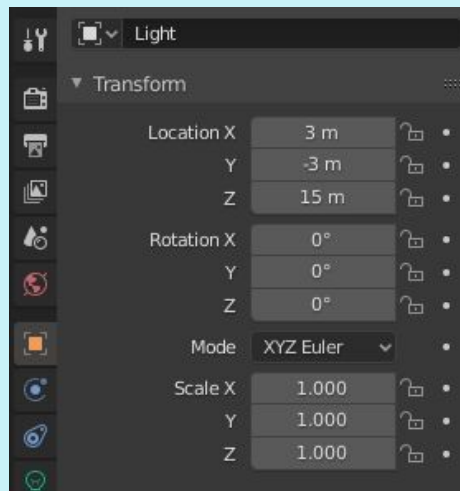 Light
Transform
Location X 3 m
Y -3 m
Z 15 m
Rotation X 0°
Y 0°
Z 0°
Mode XYZ Euler
Scale X 1.000
Y 1.000
Z 1.000